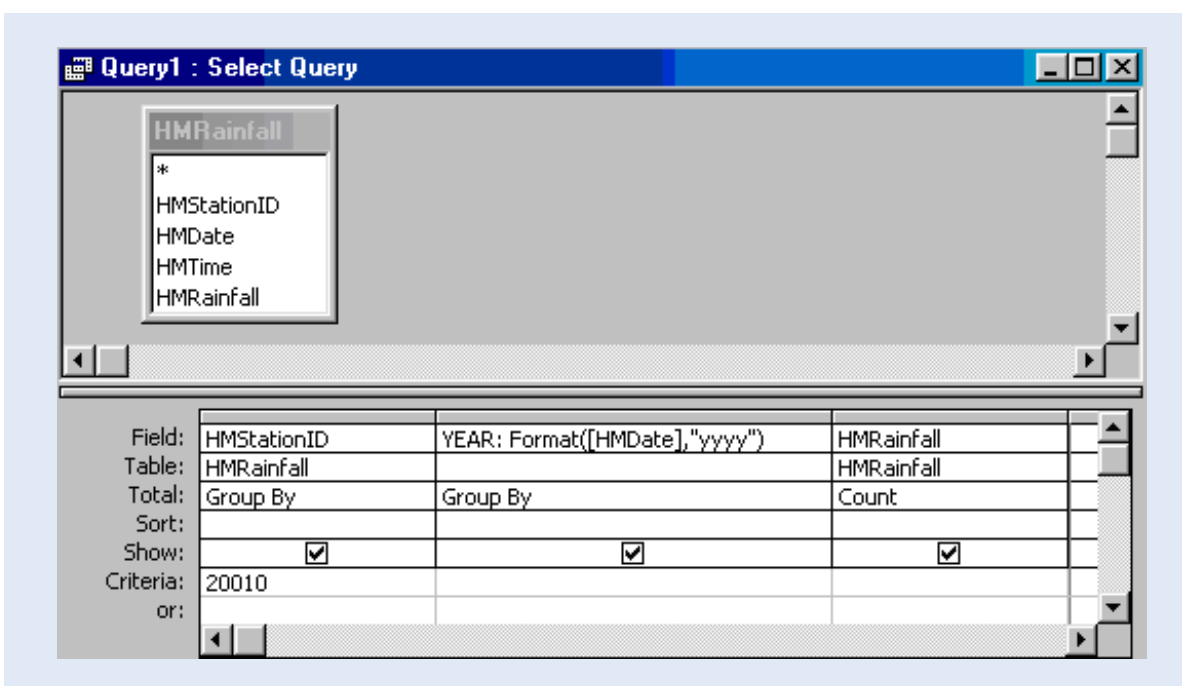 Query1 : Select Query
HMRainfall
*
HMStationID
HMDate
HMTime
HMRainfall
Field: HMStationID YEAR: Format([HMDate],"yyyy") HMRainfall
Table: HMRainfall HMRainfall
Total: Group By Group By Count
Sort:
Show:
Criteria: 20010
or: